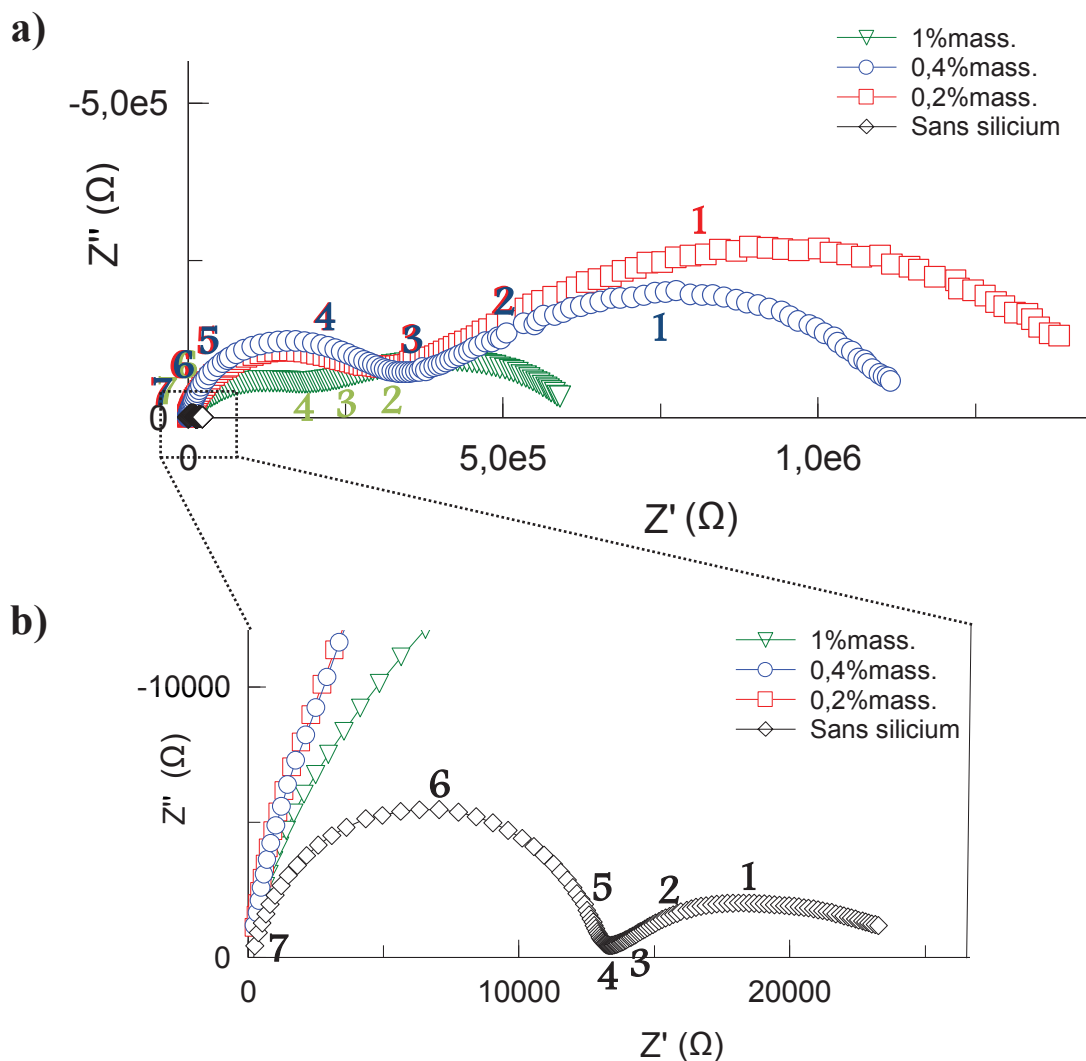 a)
1%mass.
0,4%mass.
0,2%mass.
Sans silicium
-5,0e5
Z'' (Ω)
1
2
1
4
3
5
6
7
4
3
2
0
0
5,0e5
1,0e6
Z' (Ω)
b)
1%mass.
0,4%mass.
0,2%mass.
Sans silicium
-10000
Z'' (Ω)
6
5
2
1
7
4
3
0
0
10000
20000
Z' (Ω)